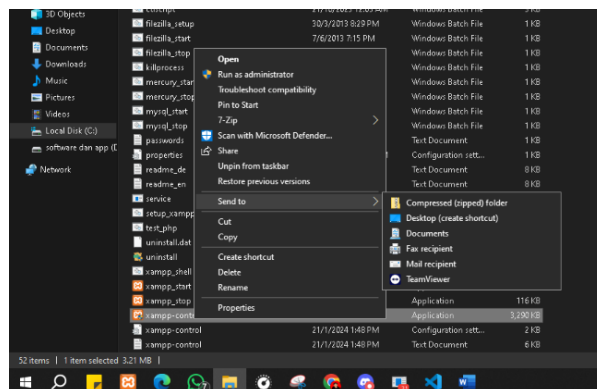 3D Objects
Desktop
Documents
Downloads
Music
Pictures
Videos
Local Disk (C:)
software dan app (D
Network
filezilla_setup 30/3/2013 8:29 PM Windows Batch File 1 KB
filezilla_start 7/6/2013 7:15 PM Windows Batch File 1 KB
filezilla_stop Windows Batch File 1 KB
killprocess Windows Batch File 1 KB
mercury_star Windows Batch File 1 KB
mercury_stop Windows Batch File 1 KB
mysql_start Windows Batch File 1 KB
mysql_stop Windows Batch File 1 KB
passwords Text Document 1 KB
properties Configuration sett... 1 KB
readme_de Text Document 8 KB
readme_en Text Document 8 KB
service
setup_xampp
test_php
uninstall.dat
uninstall
xampp_shell
xampp_start
xampp_stop Application 116 KB
xampp-contr Application 3,290 KB
xampp-control 21/1/2024 1:48 PM Configuration sett... 2 KB
xampp-control 21/1/2024 1:48 PM Text Document 6 KB
Open
Run as administrator
Troubleshoot compatibility
Pin to Start
7-Zip
Scan with Microsoft Defender...
Share
Unpin from taskbar
Restore previous versions
Send to
Cut
Copy
Create shortcut
Delete
Rename
Properties
Compressed (zipped) folder
Desktop (create shortcut)
Documents
Fax recipient
Mail recipient
TeamViewer
52 items 1 item selected 3.21 MB